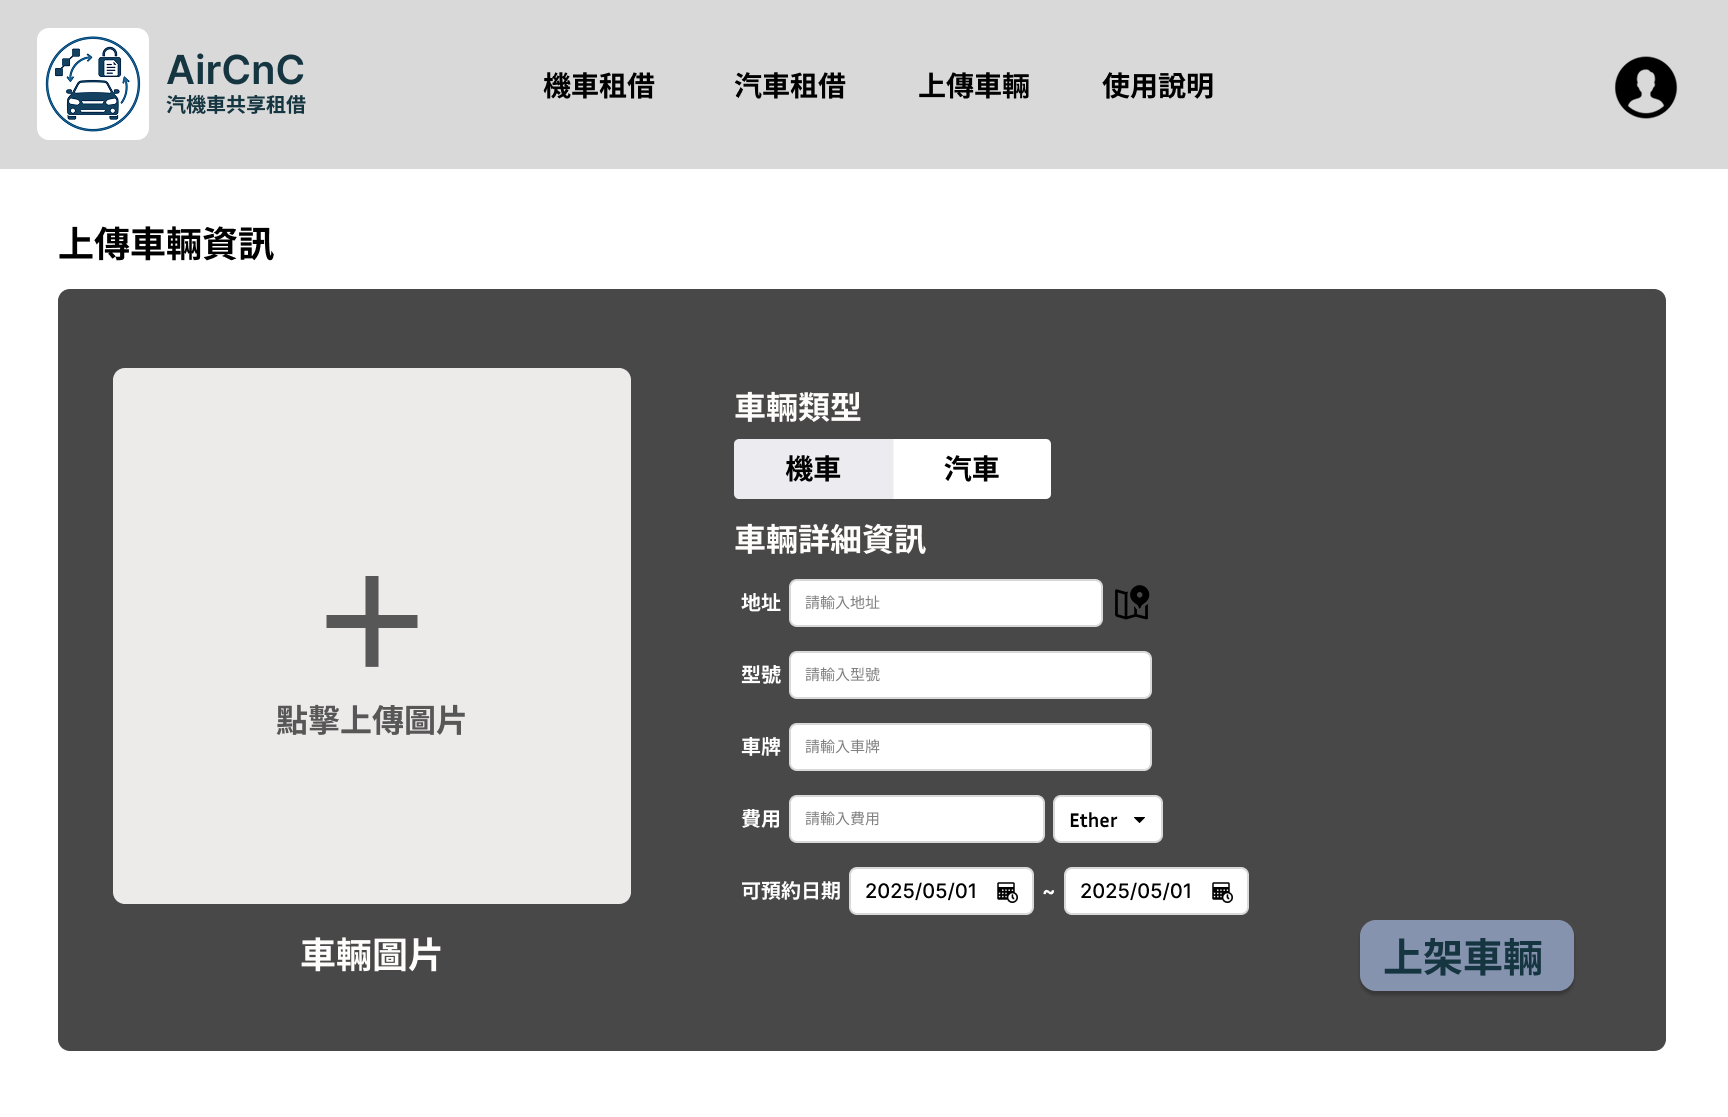 AirCnC
汽機車共享租借
機車租借
汽車租借
上傳車輛
使用說明
上傳車輛資訊
點擊上傳圖片
車輛圖片
車輛類型
機車
汽車
車輛詳細資訊
地址
請輸入地址
型號
請輸入型號
車牌
請輸入車牌
費用
請輸入費用
Ether
可預約日期
2025/05/01
~
2025/05/01
上架車輛